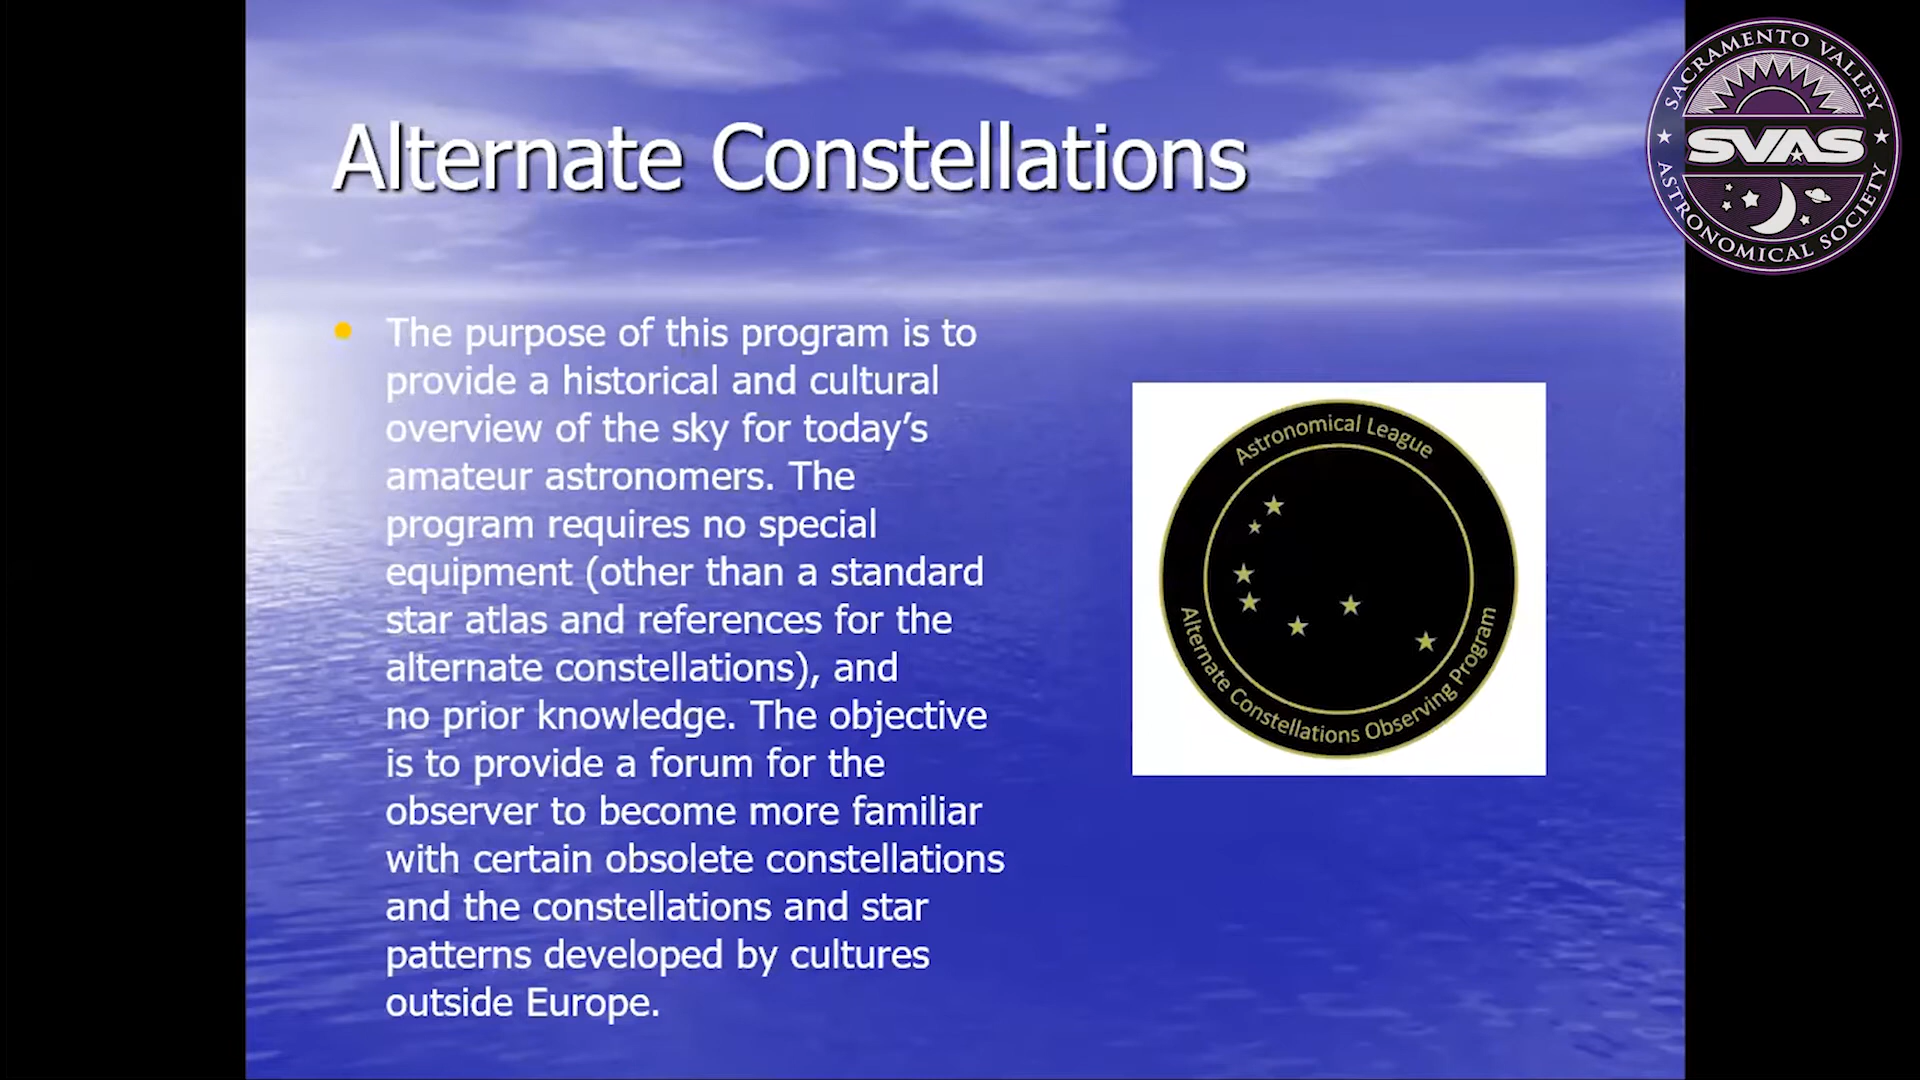 Alternate Constellations
The purpose of this program is to
provide a historical and cultural
overview of the sky for today’s
amateur astronomers. The
program requires no special
equipment (other than a standard
star atlas and references for the
alternate constellations), and
no prior knowledge. The objective
is to provide a forum for the
observer to become more familiar
with certain obsolete constellations
and the constellations and star
patterns developed by cultures
outside Europe.
Astronomical League
Alternate Constellations Observing Program
SACRAMENTO VALLEY
SVAS
ASTRONOMICAL SOCIETY